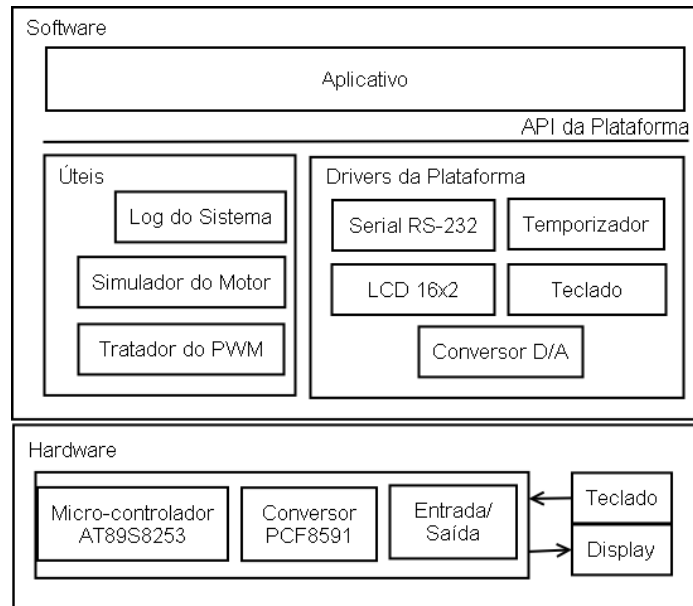 Software
Aplicativo
API da Plataforma
Úteis
Log do Sistema
Simulador do Motor
Tratador do PWM
Drivers da Plataforma
Serial RS-232
Temporizador
LCD 16x2
Teclado
Conversor D/A
Hardware
Micro-controlador
AT89S8253
Conversor
PCF8591
Entrada/
Saída
Teclado
Display